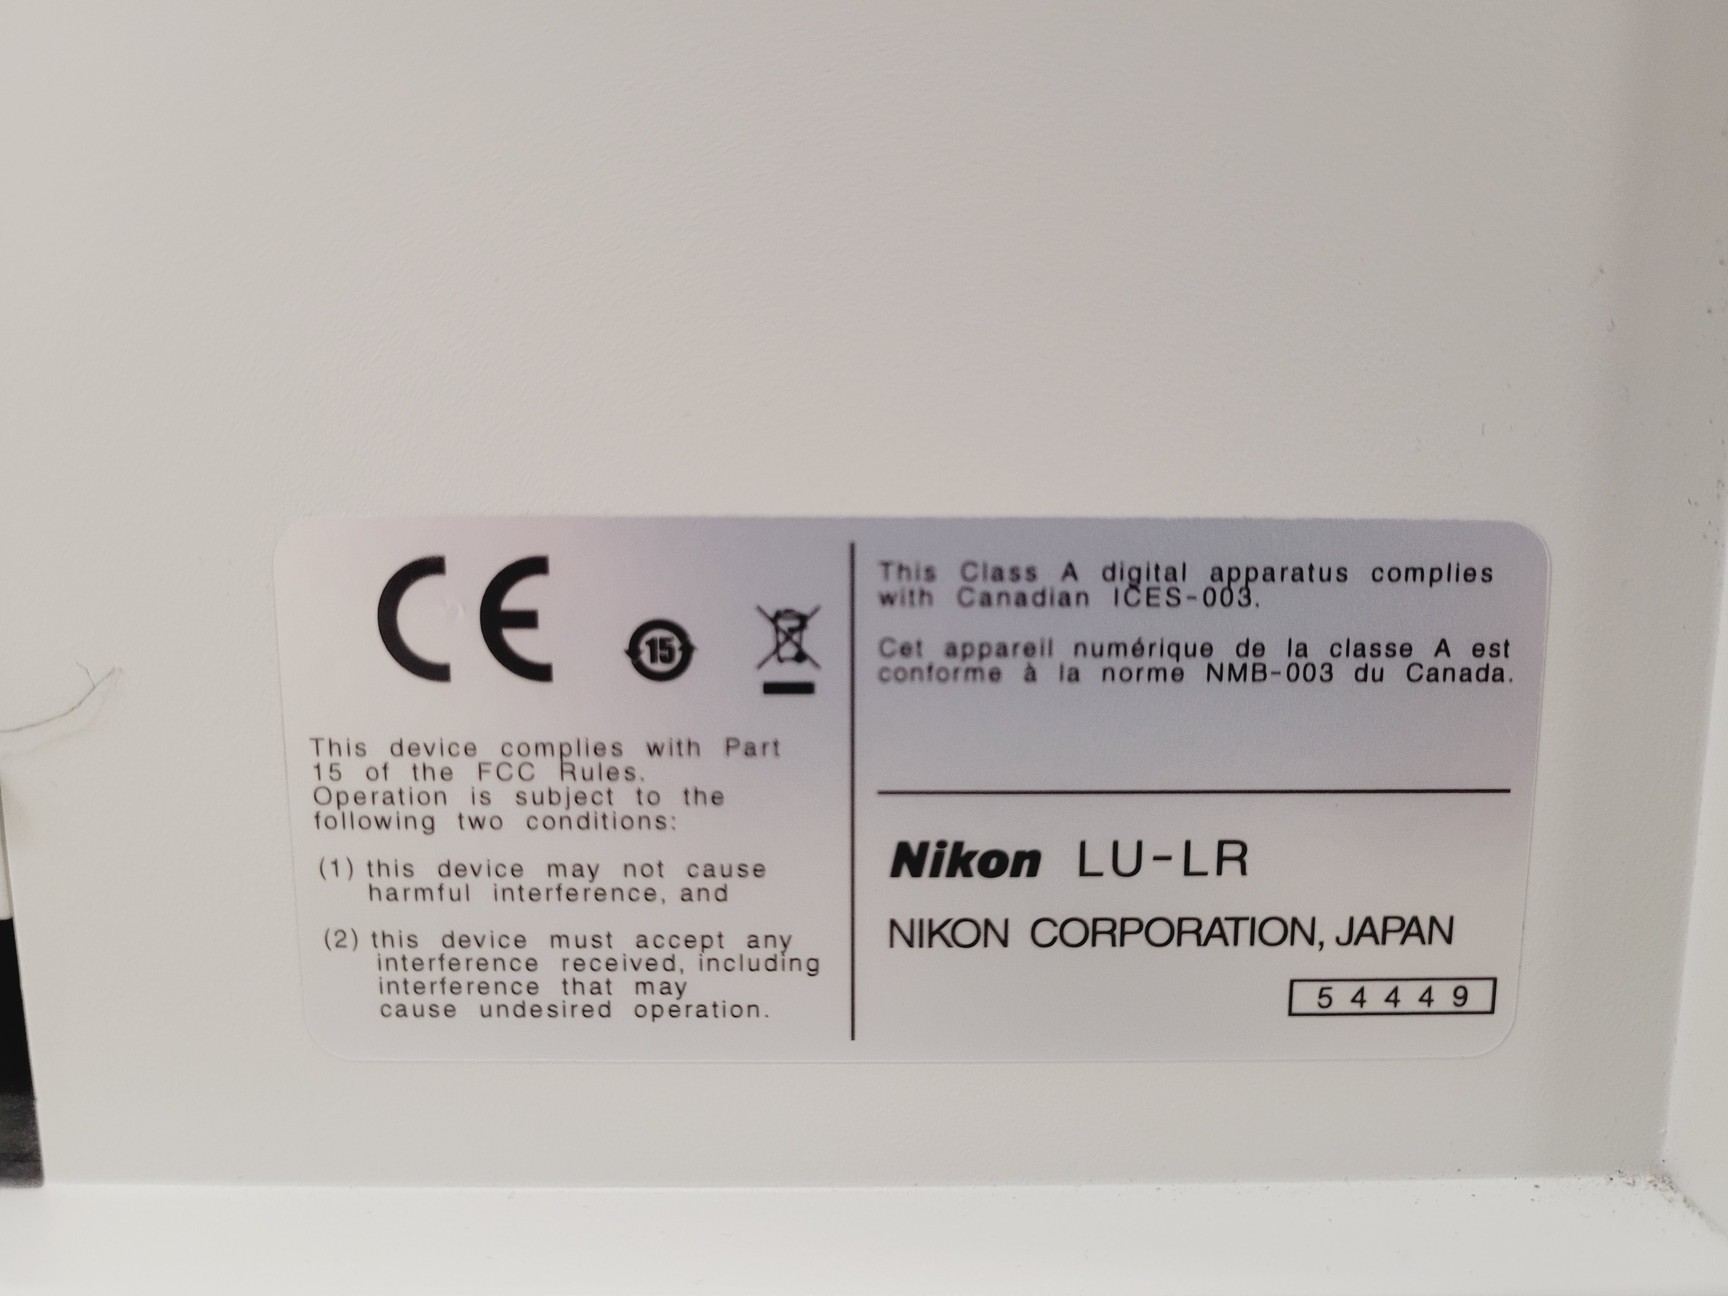 CE
15
This device complies with Part
15 of the FCC Rules.
Operation is subject to the
following two conditions:
(1) this device may not cause
harmful interference, and
(2) this device must accept any
interference received, including
interference that may
cause undesired operation.
This Class A digital apparatus complies
with Canadian ICES-003.
Cet appareil numérique de la classe A est
conforme à la norme NMB-003 du Canada.
Nikon LU-LR
NIKON CORPORATION, JAPAN
54449